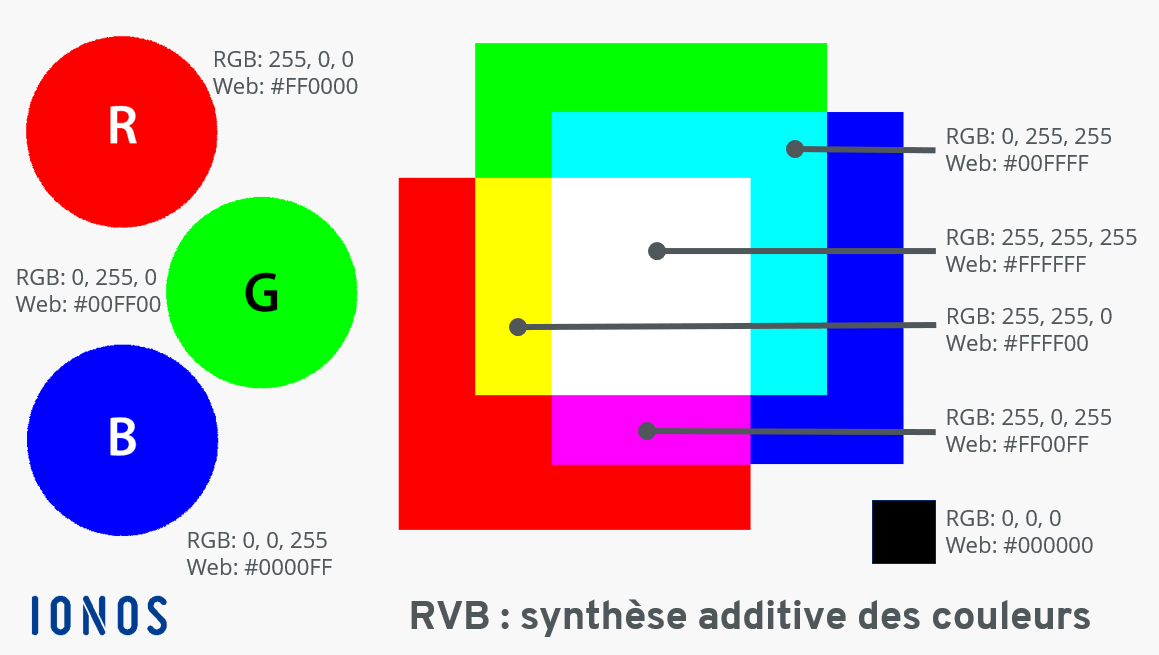 R
RGB: 255, 0, 0
Web: #FF0000
G
RGB: 0, 255, 0
Web: #00FF00
B
RGB: 0, 0, 255
Web: #0000FF
RGB: 0, 255, 255
Web: #00FFFF
RGB: 255, 255, 255
Web: #FFFFFF
RGB: 255, 255, 0
Web: #FFFF00
RGB: 255, 0, 255
Web: #FF00FF
RGB: 0, 0, 0
Web: #000000
IONOS
RVB : synthèse additive des couleurs